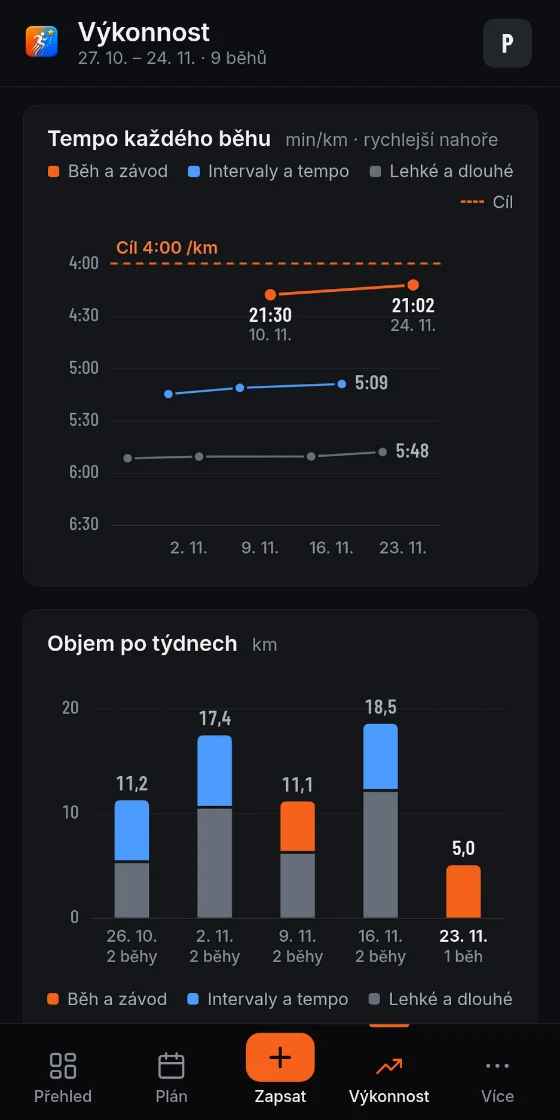 Výkonnost
27. 10. – 24. 11. · 9 běhů
P
Tempo každého běhu min/km · rychlejší nahoře
Běh a závod Intervaly a tempo Lehké a dlouhé
Cíl
Cíl 4:00 /km
4:00
4:30
21:30
10. 11.
21:02
24. 11.
5:00
5:09
5:30
5:48
6:00
6:30
2. 11. 9. 11. 16. 11. 23. 11.
Objem po týdnech km
20
17,4
18,5
11,2
11,1
10
5,0
0
26. 10. 2. 11. 9. 11. 16. 11. 23. 11.
2 běhy 2 běhy 2 běhy 2 běhy 1 běh
Běh a závod Intervaly a tempo Lehké a dlouhé
Přehled Plán Zapsat Výkonnost Více